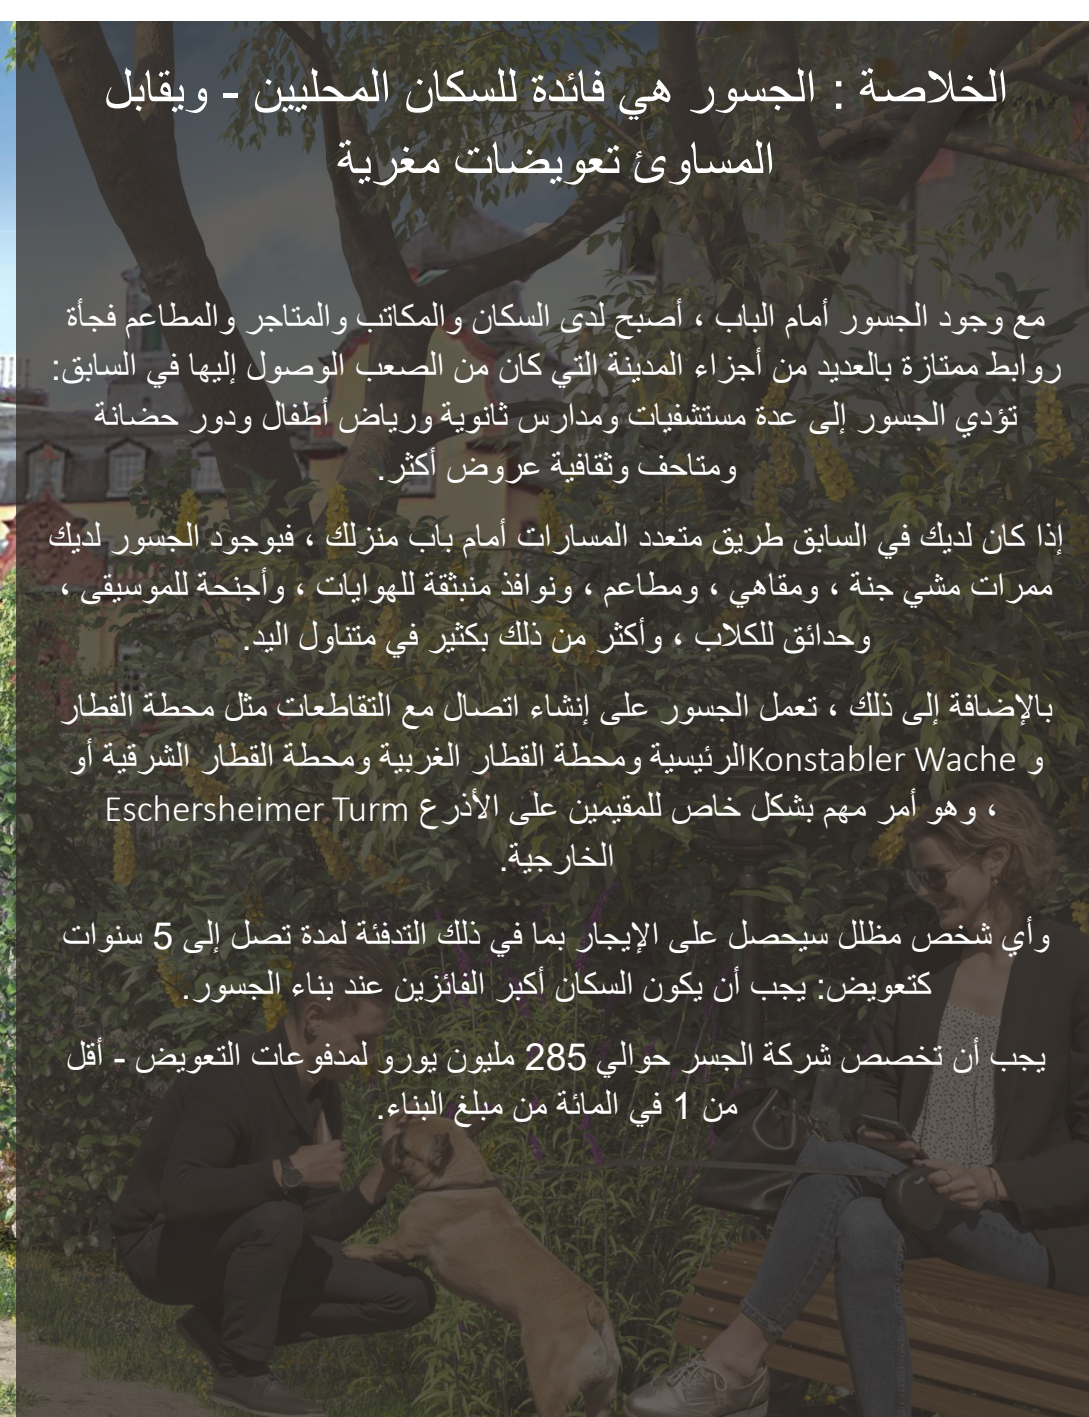 الخلاصة : الجسور هي فائدة للسكان المحليين - ويقابل
المساوئ تعويضات مغرية
مع وجود الجسور أمام الباب ، أصبح لدى السكان والمكاتب والمتاجر والمطاعم فجأة
روابط ممتازة بالعديد من أجزاء المدينة التي كان من الصعب الوصول إليها في السابق:
تؤدي الجسور إلى عدة مستشفيات ومدارس ثانوية ورياض أطفال ودور حضانة
ومتاحف وثقافية عروض أكثر.
إذا كان لديك في السابق طريق متعدد المسارات أمام باب منزلك ، فبوجود الجسور لديك
ممرات مشي جنة ، ومقاهي ، ومطاعم ، ونوافذ منبثقة للهوايات ، وأجنحة للموسيقى ،
وحدائق للكلاب ، وأكثر من ذلك بكثير في متناول اليد.
بالإضافة إلى ذلك ، تعمل الجسور على إنشاء اتصال مع التقاطعات مثل محطة القطار
و Konstabler Wacheالرئيسية ومحطة القطار الغربية ومحطة القطار الشرقية أو
، وهو أمر مهم بشكل خاص للمقيمين على الأذرع Eschersheimer Turm
الخارجية.
وأي شخص مظلل سيحصل على الإيجار بما في ذلك التدفئة لمدة تصل إلى 5 سنوات
كتعويض: يجب أن يكون السكان أكبر الفائزين عند بناء الجسور.
يجب أن تخصص شركة الجسر حوالي 285 مليون يورو لمدفوعات التعويض - أقل
من 1 في المائة من مبلغ البناء.